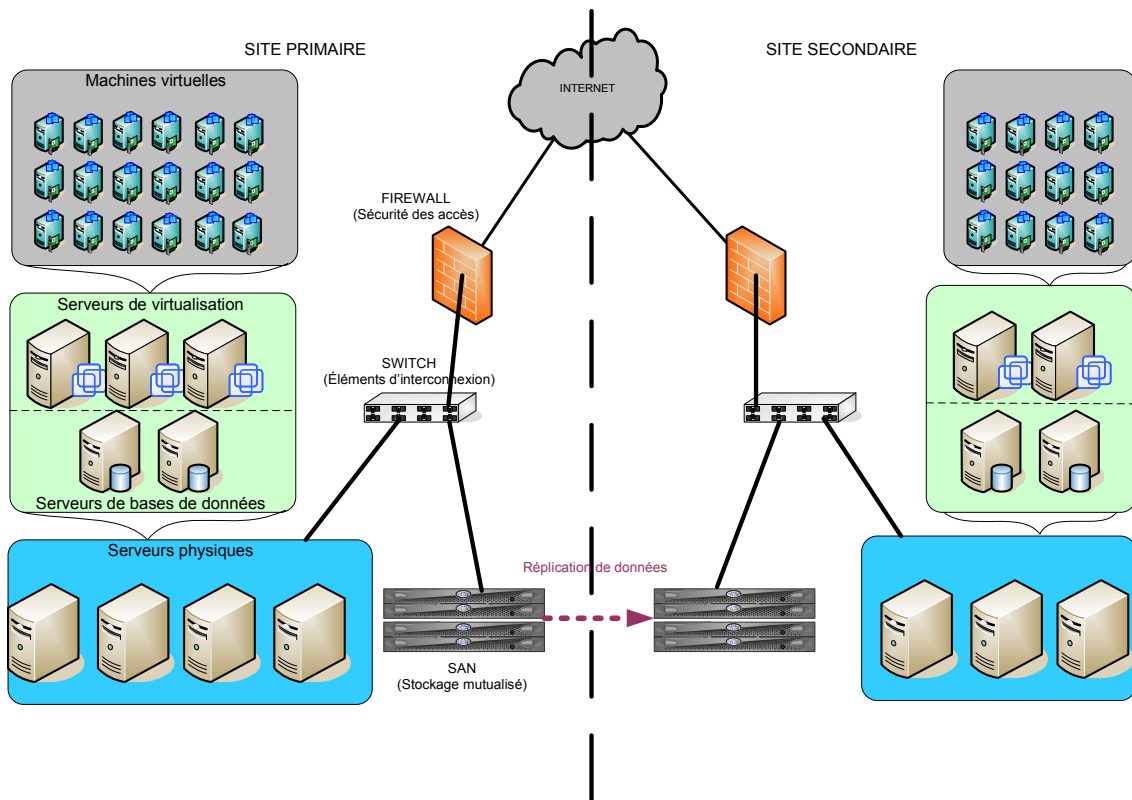 SITE PRIMAIRE
SITE SECONDAIRE
Machines virtuelles
INTERNET
FIREWALL
(Sécurité des accès)
Serveurs de virtualisation
SWITCH
(Éléments d'interconnexion)
Serveurs de bases de données
Serveurs physiques
Réplication de données
SAN
(Stockage mutualisé)